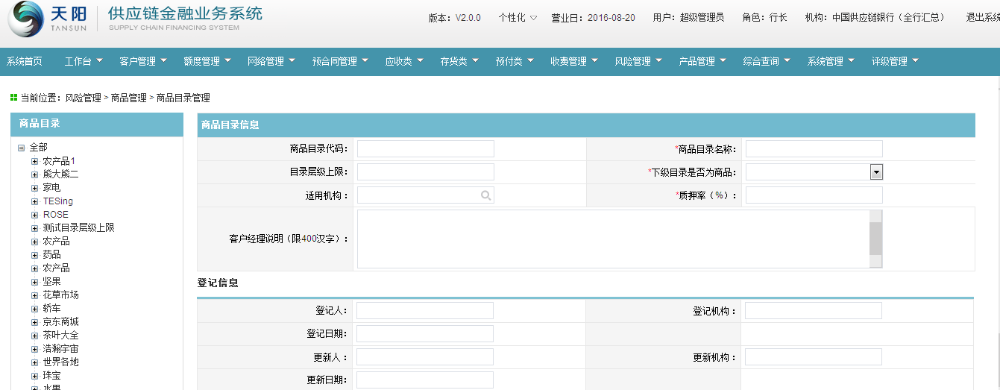 天阳 供应链金融业务系统
TANSUN SUPPLY CHAIN FINANCING SYSTEM
版本：V2.0.0 个性化 营业日：2016-08-20 用户：超级管理员 角色：行长 机构：中国供应链银行（全行汇总） 退出系统
系统首页 工作台 客户管理 额度管理 网络管理 预合同管理 应收类 存货类 预付类 收费管理 风险管理 产品管理 综合查询 系统管理 评级管理
当前位置：风险管理 > 商品管理 > 商品目录管理
商品目录
全部
农产品1
熊大熊二
家电
TESing
ROSE
测试目录层级上限
农产品
药品
农产品
坚果
花草市场
轿车
京东商城
茶叶大全
浩瀚宇宙
世界各地
珠宝
水果
商品目录信息
商品目录代码： *商品目录名称：
目录层级上限： *下级目录是否为商品：
适用机构： *质押率（%）：
客户经理说明（限400汉字）：
登记信息
登记人： 登记机构：
登记日期：
更新人： 更新机构：
更新日期：